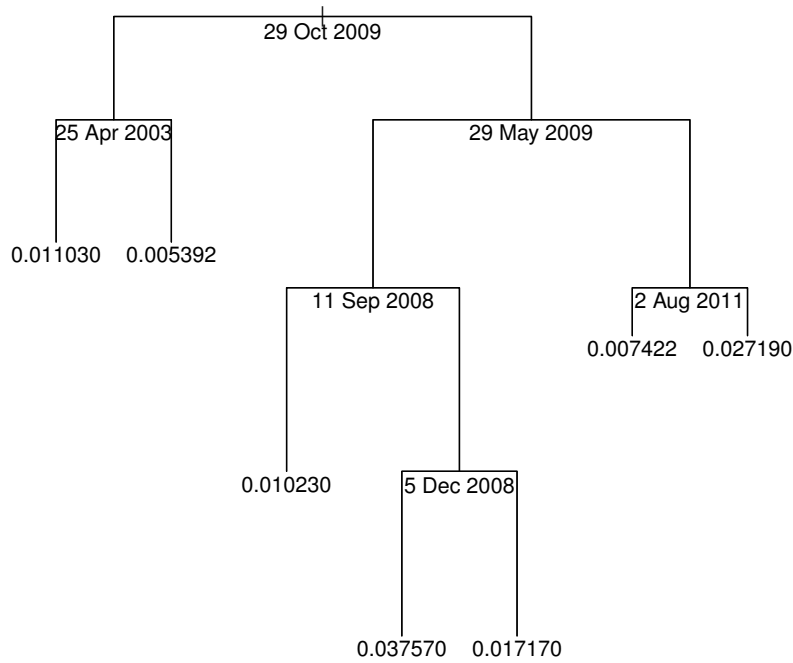 29 Oct 2009
25 Apr 2003
29 May 2009
0.011030
0.005392
11 Sep 2008
2 Aug 2011
0.007422
0.027190
0.010230
5 Dec 2008
0.037570
0.017170